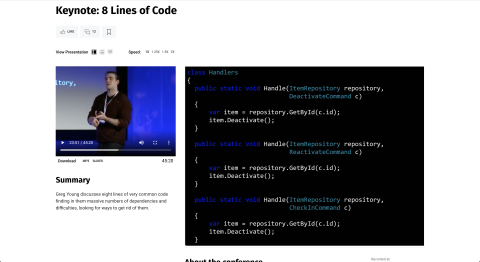 Keynote: 8 Lines of Code
LIKE
72
View Presentation
Speed: 1x 1.25x 1.5x 2x
itory,
23:51 / 45:28
Download MP3 SLIDES 45:28
Summary
Greg Young discusses eight lines of very common code
finding in them massive numbers of dependencies and
difficulties, looking for ways to get rid of them.
class Handlers
{
public static void Handle(ItemRepository repository,
DeactivateCommand c)
{
var item = repository.GetById(c.id);
item.Deactivate();
}
public static void Handle(ItemRepository repository,
ReactivateCommand c)
{
var item = repository.GetById(c.id);
item.Deactivate();
}
public static void Handle(ItemRepository repository,
CheckInCommand c)
{
var item = repository.GetById(c.id);
item.Deactivate();
}
About the conference
Recorded at: